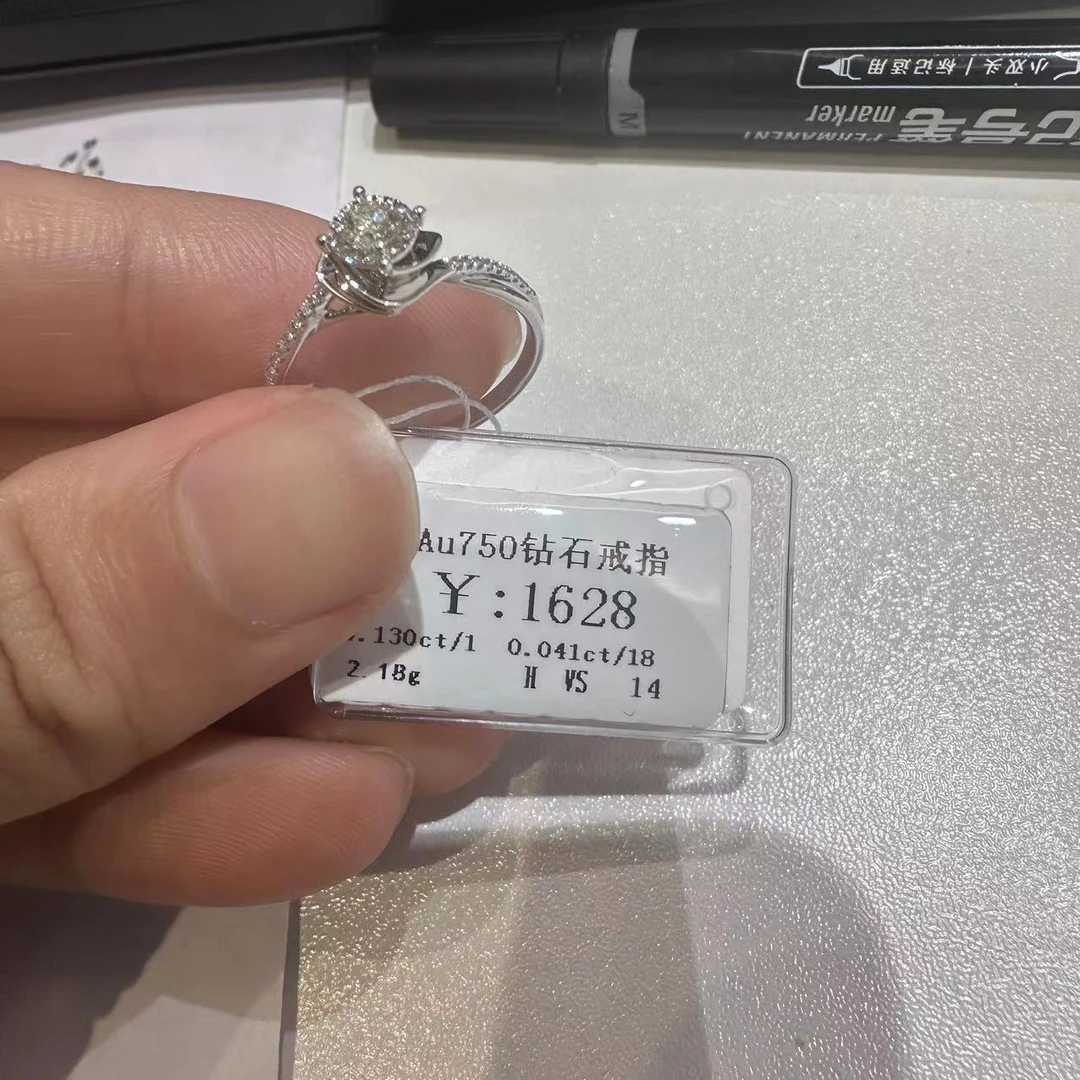 小双头 | 标记适用
marker
PERMANENT
M
Au750钻石戒指
￥:1628
.130ct/1 0.041ct/18
2.18g H VS 14